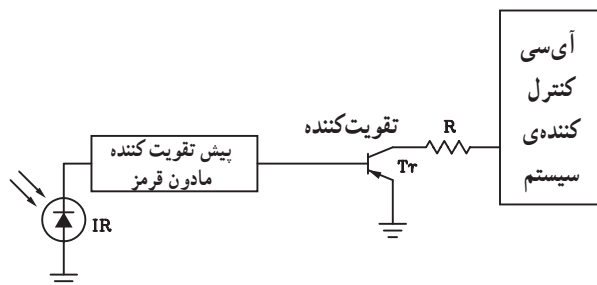 آی‌سی
کنترل
کننده‌ی
سیستم
تقویت‌کننده
R
Tr
پیش تقویت کننده
مادون قرمز
IR